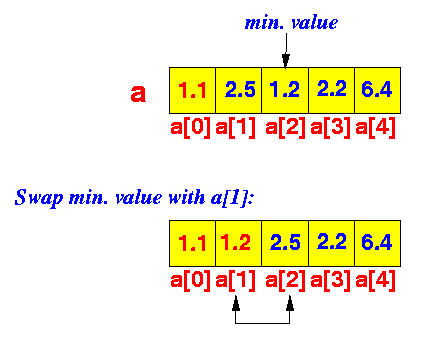 min. value
a 1.1 2.5 1.2 2.2 6.4
a[0] a[1] a[2] a[3] a[4]
Swap min. value with a[1]:
1.1 1.2 2.5 2.2 6.4
a[0] a[1] a[2] a[3] a[4]